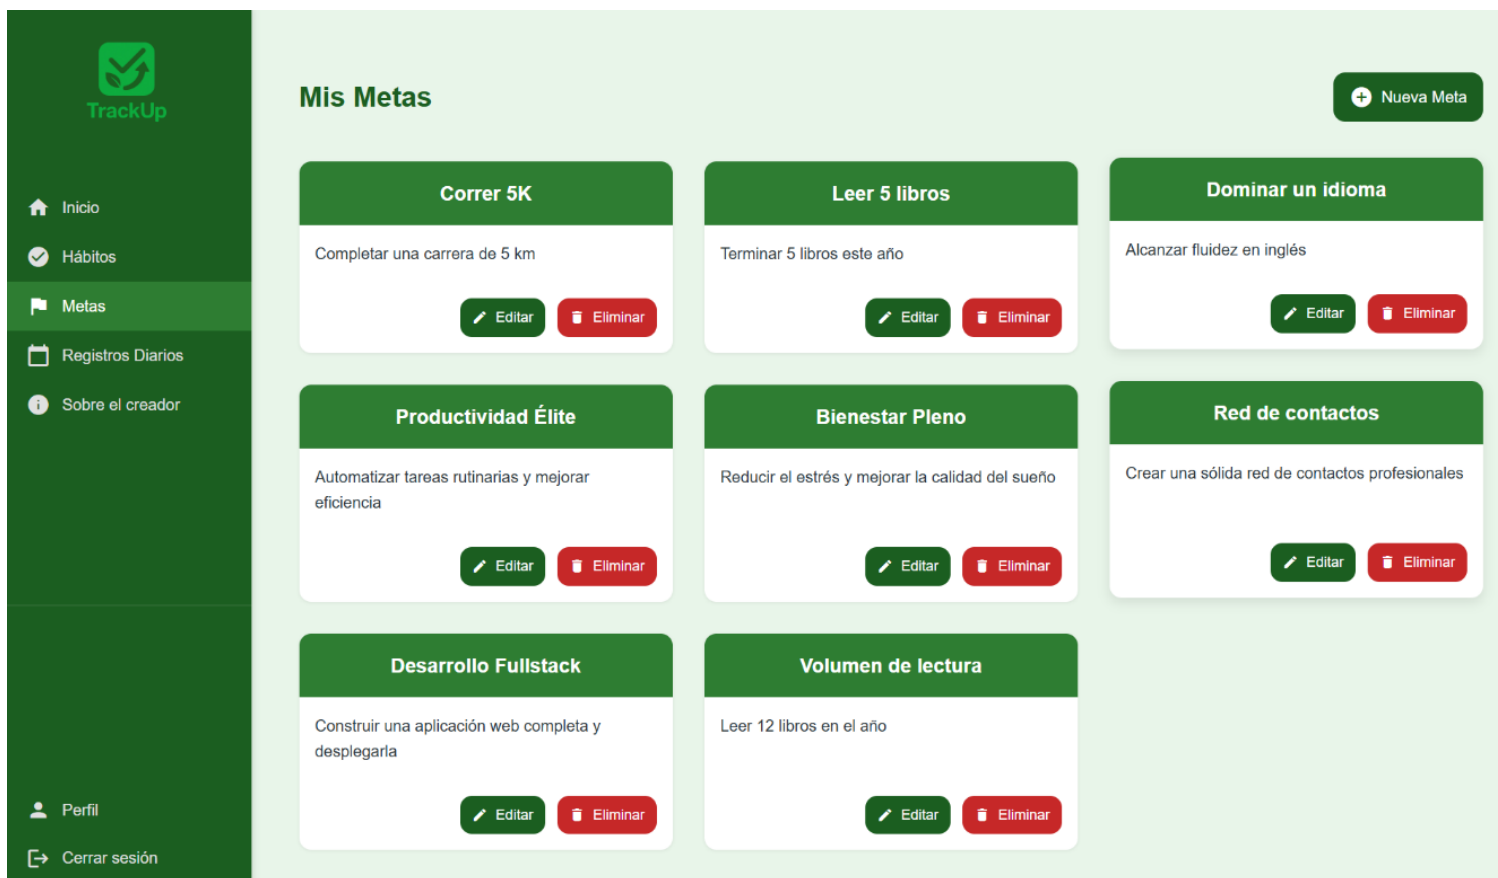 TrackUp
Inicio
Hábitos
Metas
Registros Diarios
Sobre el creador
Perfil
Cerrar sesión
Mis Metas
Nueva Meta
Correr 5K
Completar una carrera de 5 km
Editar
Eliminar
Leer 5 libros
Terminar 5 libros este año
Editar
Eliminar
Dominar un idioma
Alcanzar fluidez en inglés
Editar
Eliminar
Productividad Élite
Automatizar tareas rutinarias y mejorar
eficiencia
Editar
Eliminar
Bienestar Pleno
Reducir el estrés y mejorar la calidad del sueño
Editar
Eliminar
Red de contactos
Crear una sólida red de contactos profesionales
Editar
Eliminar
Desarrollo Fullstack
Construir una aplicación web completa y
desplegarla
Editar
Eliminar
Volumen de lectura
Leer 12 libros en el año
Editar
Eliminar